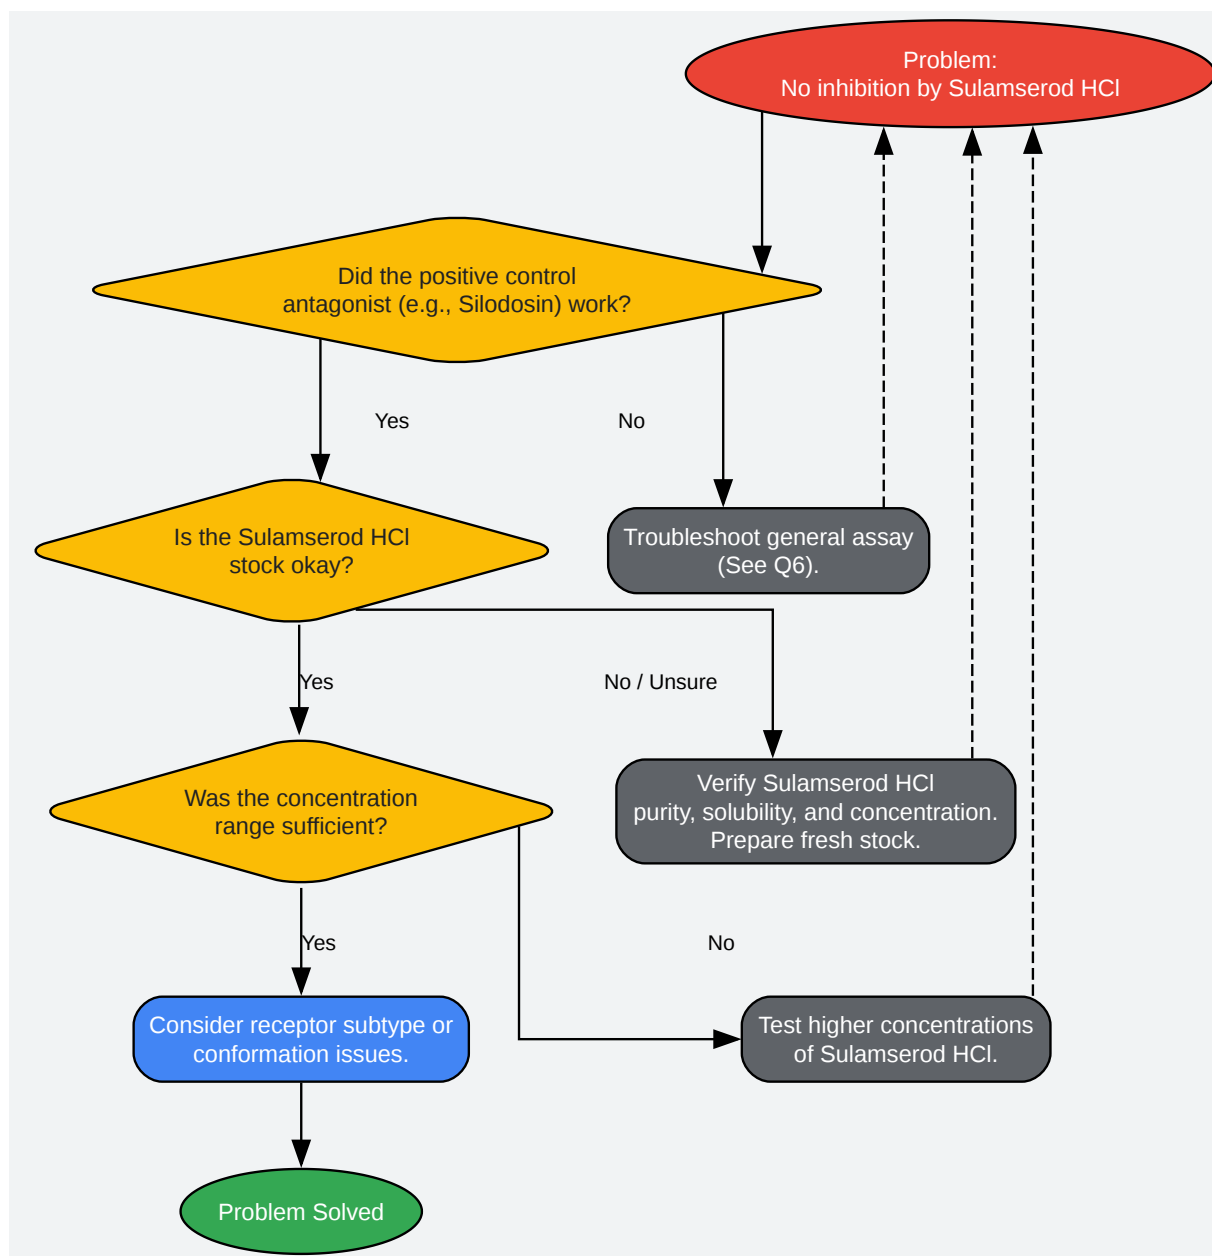 Problem:
No inhibition by Sulamserod HCl
Did the positive control
antagonist (e.g., Silodosin) work?
Yes
No
Is the Sulamserod HCl
stock okay?
Troubleshoot general assay
(See Q6).
Yes
No / Unsure
Was the concentration
range sufficient?
Verify Sulamserod HCl
purity, solubility, and concentration.
Prepare fresh stock.
Yes
No
Consider receptor subtype or
conformation issues.
Test higher concentrations
of Sulamserod HCl.
Problem Solved